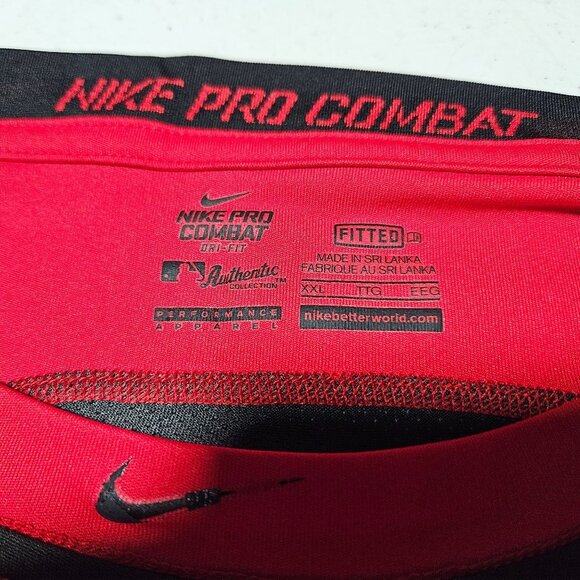 NIKE PRO COMBAT
NIKE PRO
COMBAT
DRI-FIT
Authentic™
COLLECTION
PERFORMANCE
APPAREL
FITTED
MADE IN SRI LANKA
FABRIQUE AU SRI LANKA
XXL TTG EEG
nikebetterworld.com